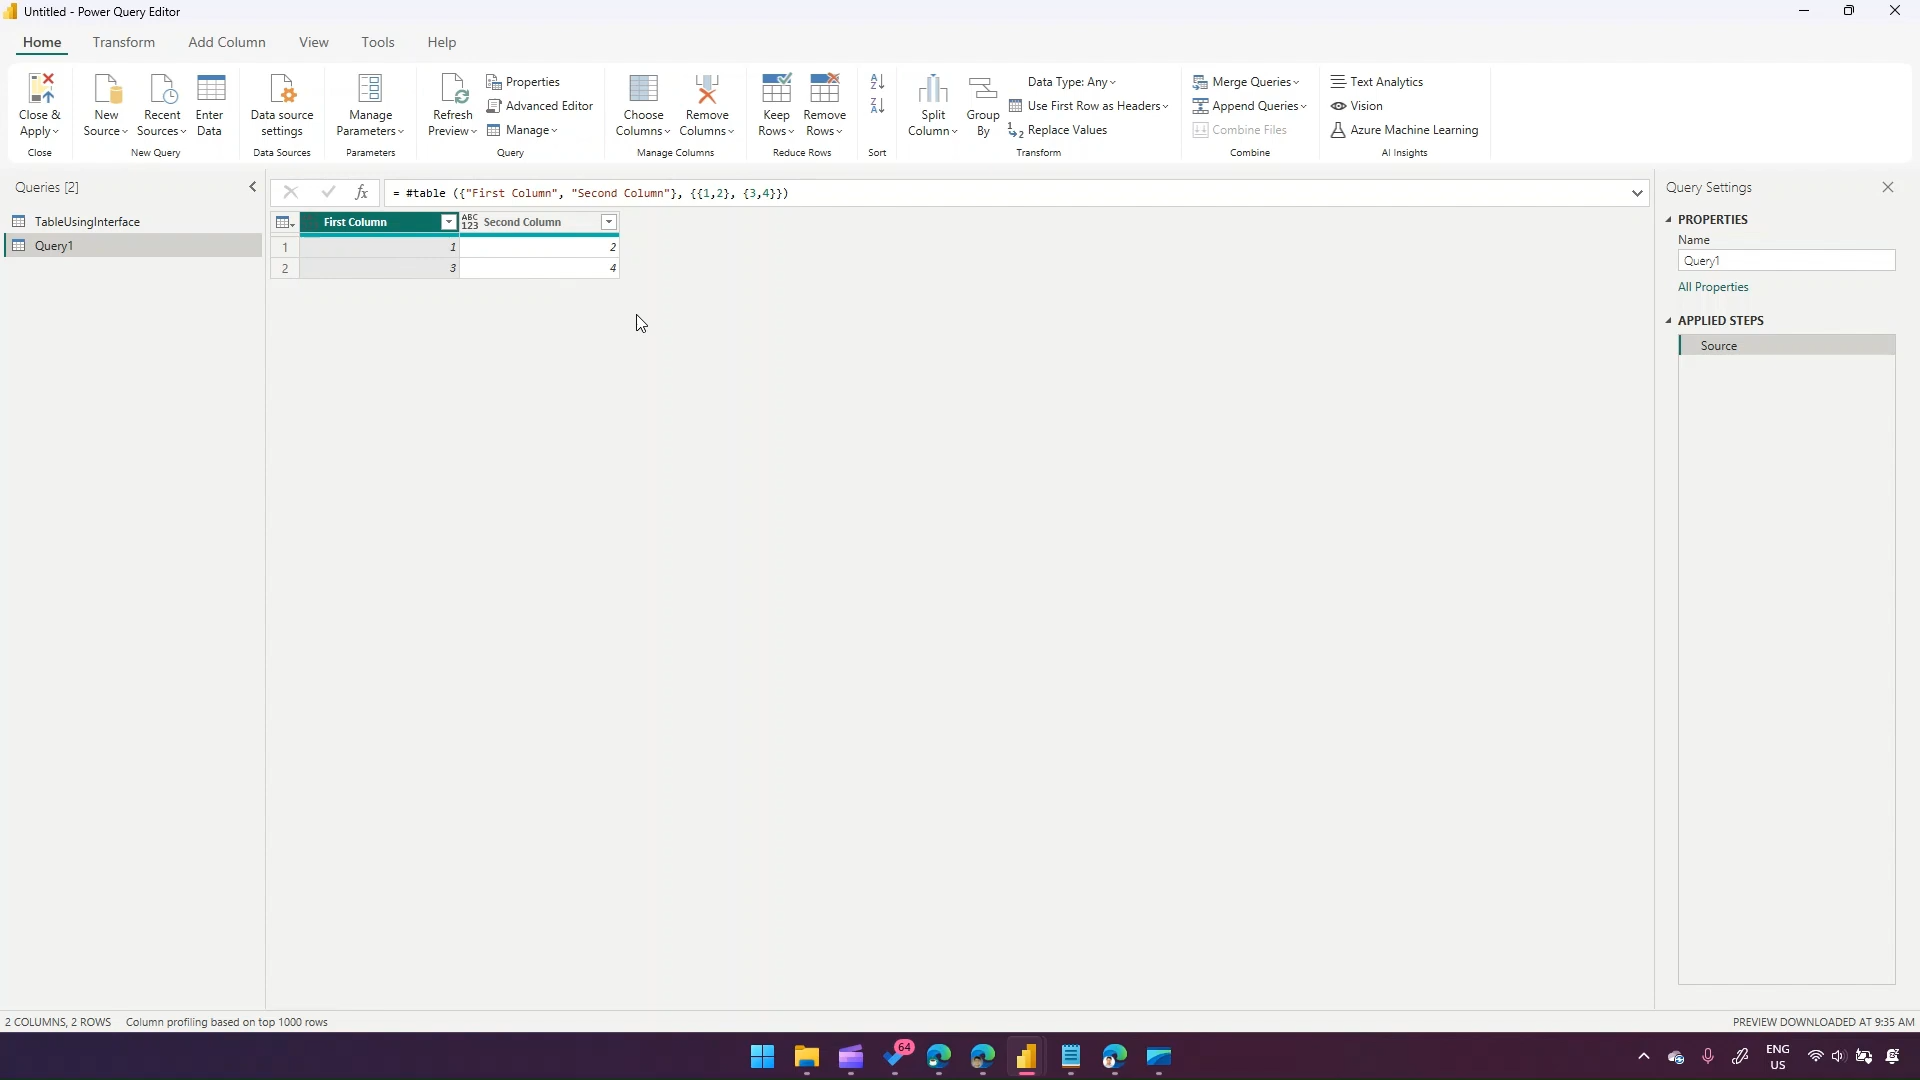 Untitled - Power Query Editor
Home Transform Add Column View Tools Help
Close & Apply
Close
New Source
Recent Sources
Enter Data
New Query
Data source settings
Data Sources
Manage Parameters
Parameters
Refresh Preview
Properties
Advanced Editor
Manage
Query
Choose Columns
Remove Columns
Manage Columns
Keep Rows
Remove Rows
Reduce Rows
Sort
Split Column
Group By
Data Type: Any
Use First Row as Headers
Replace Values
Transform
Merge Queries
Append Queries
Combine Files
Combine
Text Analytics
Vision
Azure Machine Learning
AI Insights
Queries [2]
TableUsingInterface
Query1
fx = #table ({"First Column", "Second Column"}, {{1,2}, {3,4}})
First Column ABC 123 Second Column
1 1 2
2 3 4
Query Settings
PROPERTIES
Name
Query1
All Properties
APPLIED STEPS
Source
2 COLUMNS, 2 ROWS Column profiling based on top 1000 rows
PREVIEW DOWNLOADED AT 9:35 AM
64
ENG
US